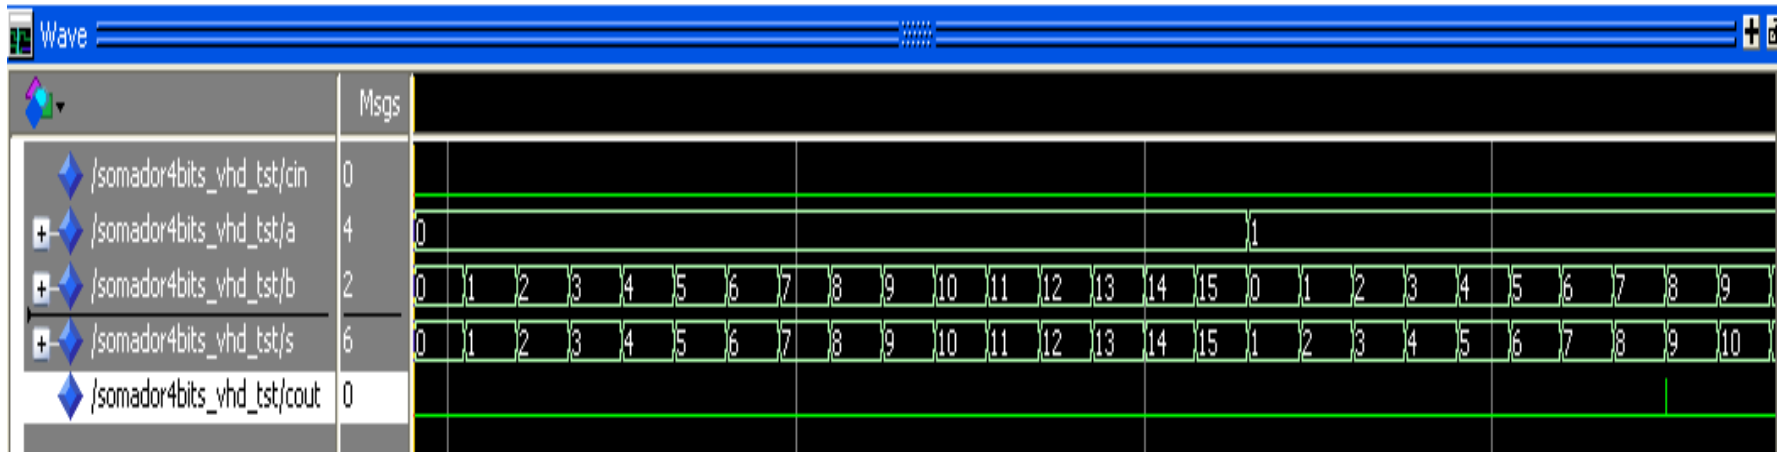 Wave
Msgs
/somador4bits_vhd_tst/cin 0
/somador4bits_vhd_tst/a 4 0 1
/somador4bits_vhd_tst/b 2 0 1 2 3 4 5 6 7 8 9 10 11 12 13 14 15 0 1 2 3 4 5 6 7 8 9
/somador4bits_vhd_tst/s 6 0 1 2 3 4 5 6 7 8 9 10 11 12 13 14 15 1 2 3 4 5 6 7 8 9 10
/somador4bits_vhd_tst/cout 0